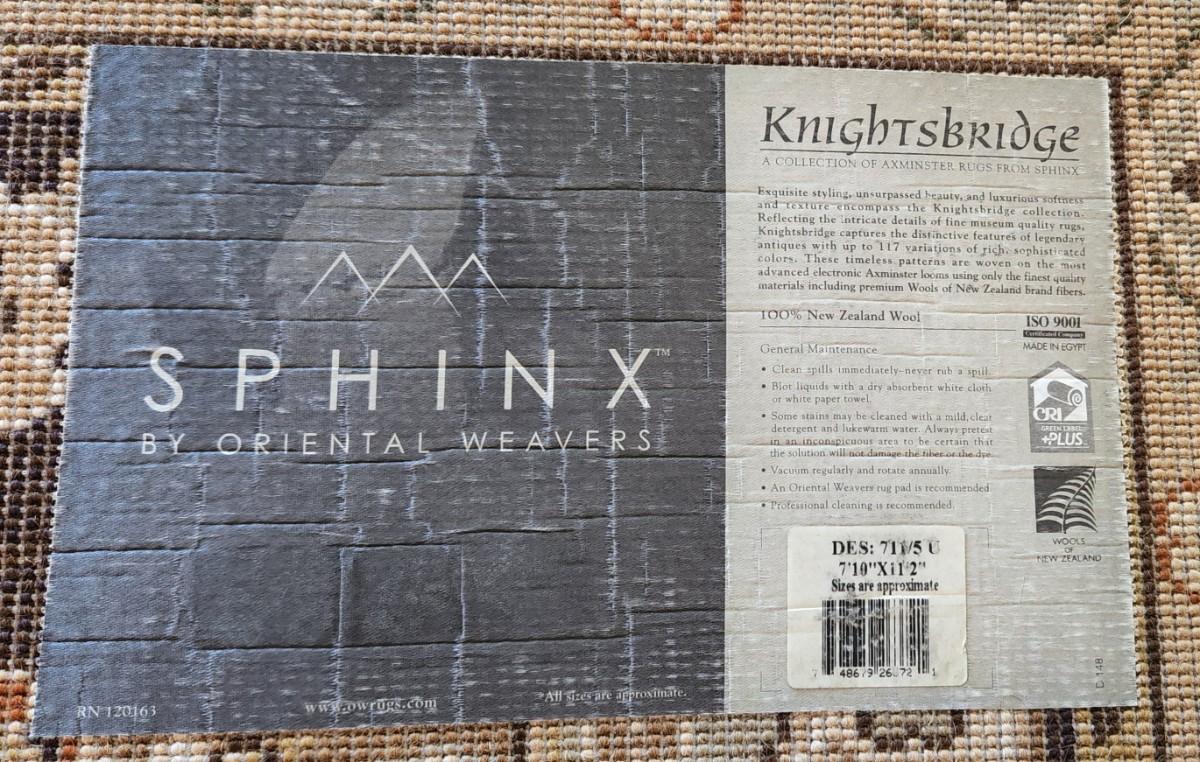 SPHINX™
BY ORIENTAL WEAVERS
RN 120163
www.owrugs.com
*All sizes are approximate.
Knightsbridge
A COLLECTION OF AXMINSTER RUGS FROM SPHINX
Exquisite styling, unsurpassed beauty, and luxurious softness
and texture encompass the Knightsbridge collection.
Reflecting the intricate details of fine museum quality rugs,
Knightsbridge captures the distinctive features of legendary
antiques with up to 117 variations of rich, sophisticated
colors. These timeless patterns are woven on the most
advanced electronic Axminster looms using only the finest quality
materials including premium Wools of New Zealand brand fibers.
100% New Zealand Wool
General Maintenance
• Clean spills immediately–never rub a spill.
• Blot liquids with a dry absorbent white cloth
or white paper towel.
• Some stains may be cleaned with a mild, clear
detergent and lukewarm water. Always pretest
in an inconspicuous area to be certain that
the solution will not damage the fiber or the dye.
• Vacuum regularly and rotate annually.
• An Oriental Weavers rug pad is recommended
• Professional cleaning is recommended.
ISO 9001
Certificated Company
MADE IN EGYPT
CRI
GREEN LABEL
+PLUS
WOOLS
OF
NEW ZEALAND
DES: 711/5 U
7'10"X11'2"
Sizes are approximate
7 48679 72 1
D 148